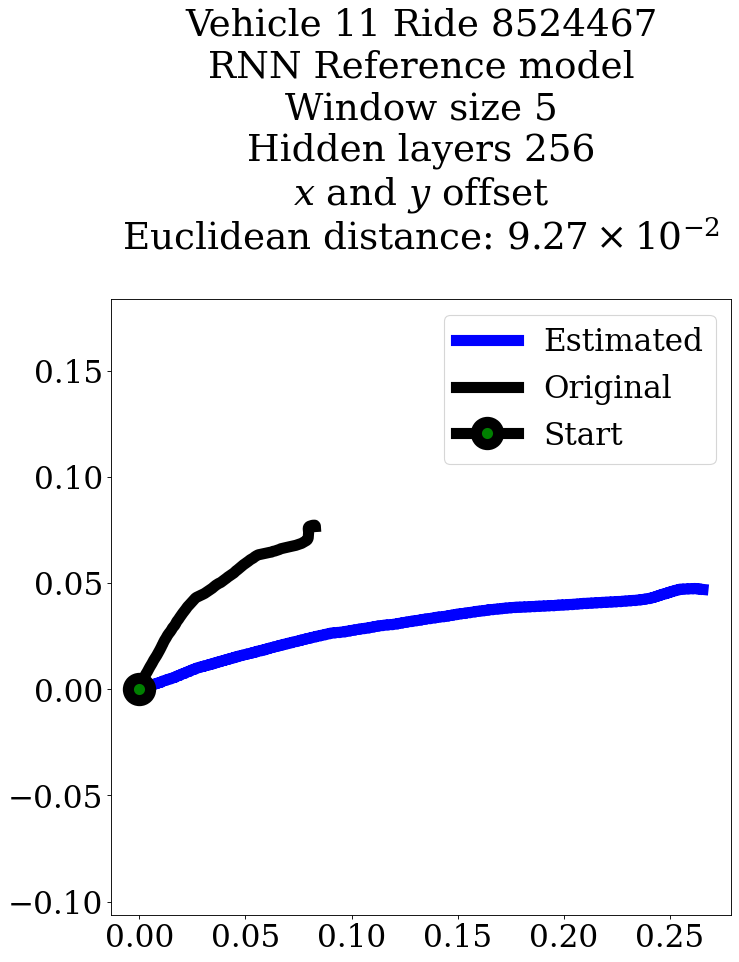 Vehicle 11 Ride 8524467
RNN Reference model
Window size 5
Hidden layers 256
x and y offset
Euclidean distance: 9.27 × 10⁻²
Estimated
Original
Start
0.15
0.10
0.05
0.00
−0.05
−0.10
0.00 0.05 0.10 0.15 0.20 0.25